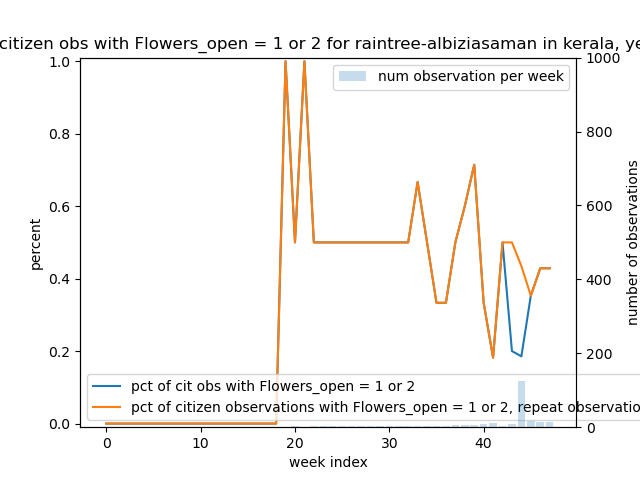 citizen obs with Flowers_open = 1 or 2 for raintree-albiziasaman in kerala,
num observation per week
1.0
0.8
0.6
0.4
0.2
0.0
percent
1000
800
600
400
200
0
number of observations
pct of cit obs with Flowers_open = 1 or 2
pct of citizen observations with Flowers_open = 1 or 2, repeat
0 10 20 30 40
week index